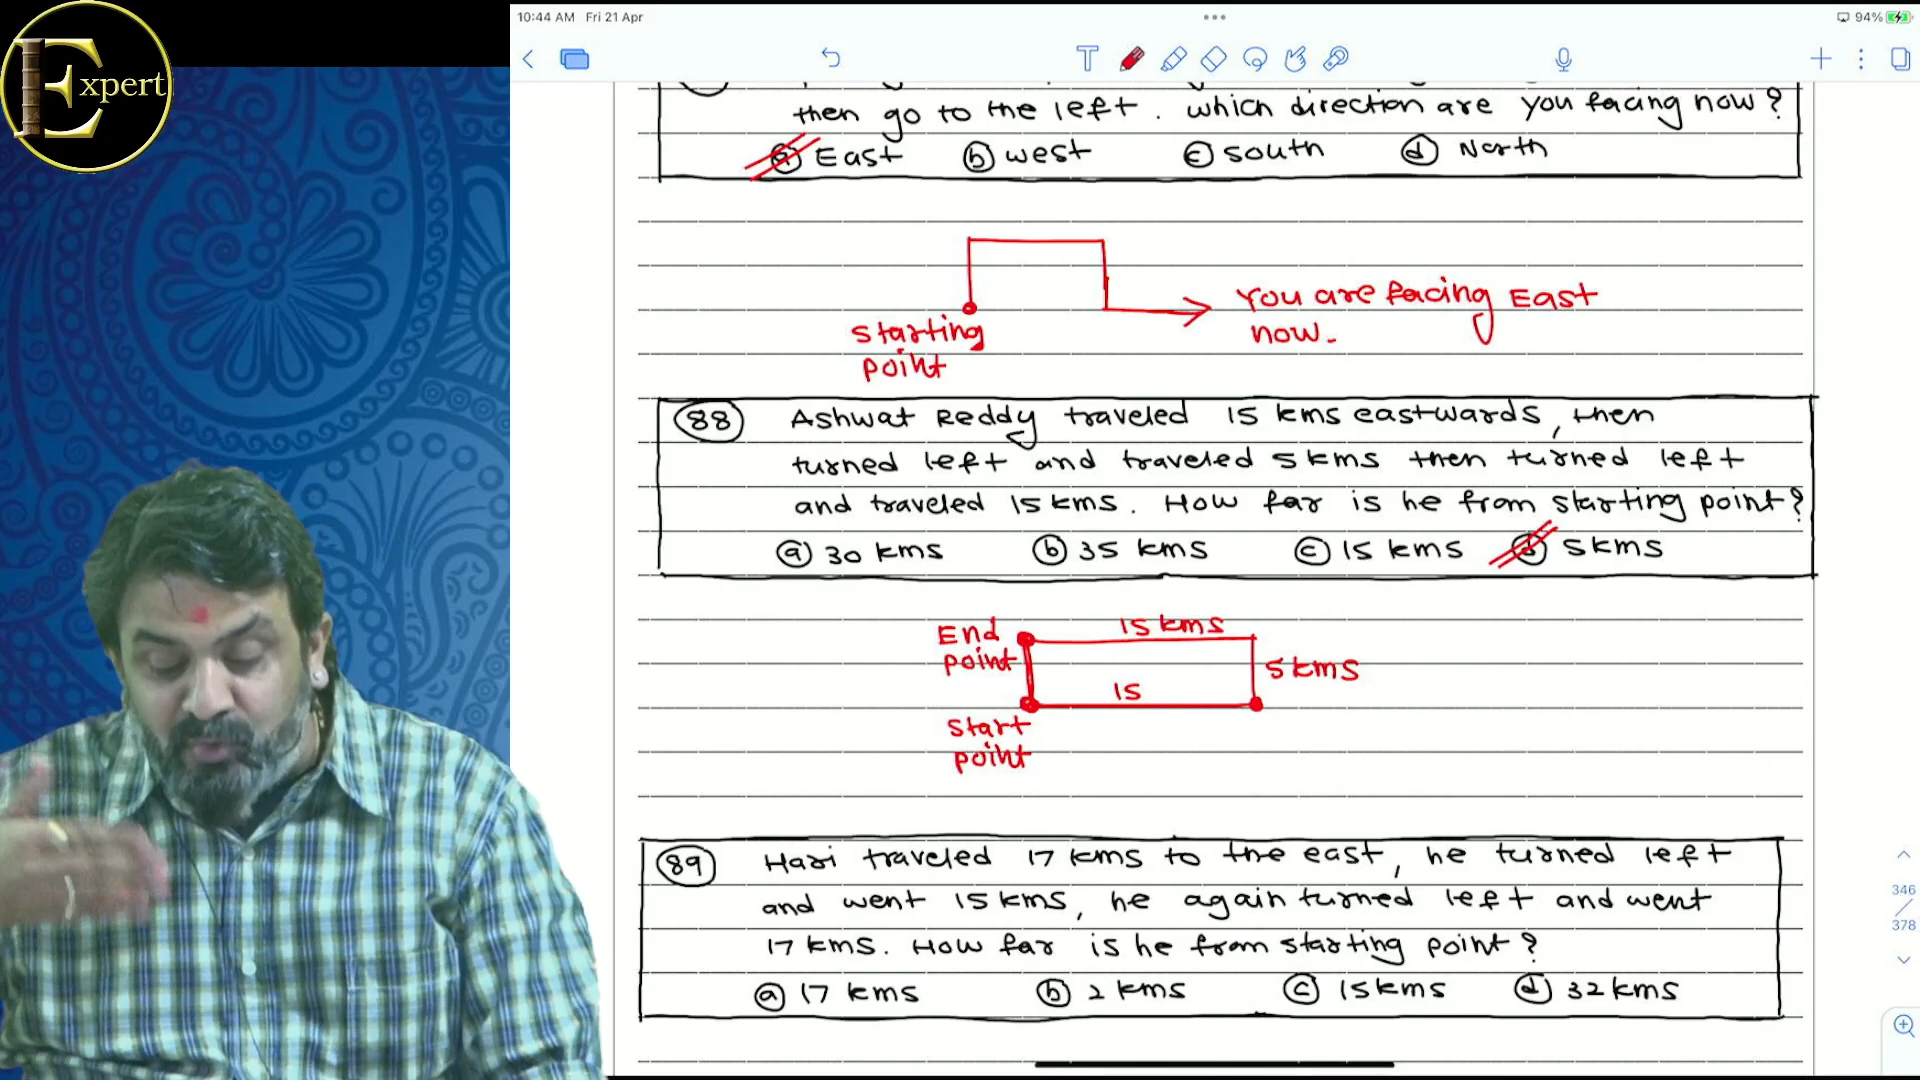 Expert
10:44 AM Fri 21 Apr
94%
T
then go to the left. which direction are you facing now?
(a) East (b) west (c) south (d) North
You are facing East
now.
starting
point
(88) Ashwat Reddy traveled 15 kms eastwards, then
turned left and traveled 5 kms then turned left
and traveled 15 kms. How far is he from starting point?
(a) 30 kms (b) 35 kms (c) 15 kms (d) 5 kms
End
point
15 kms
5 kms
15
Start
point
(89) Hari traveled 17 kms to the east, he turned left
and went 15 kms, he again turned left and went
17 kms. How far is he from starting point?
(a) 17 kms (b) 2 kms (c) 15 kms (d) 32 kms
346
378